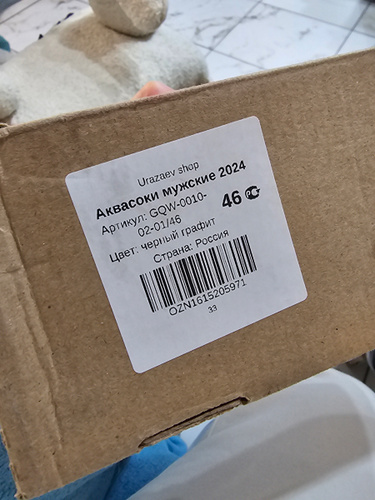 Urazaev shop
Аквасоки мужские 2024
Артикул: GQW-0010-
02-01/46
46
Цвет: черный графит
Страна: Россия
OZN1615205971
33